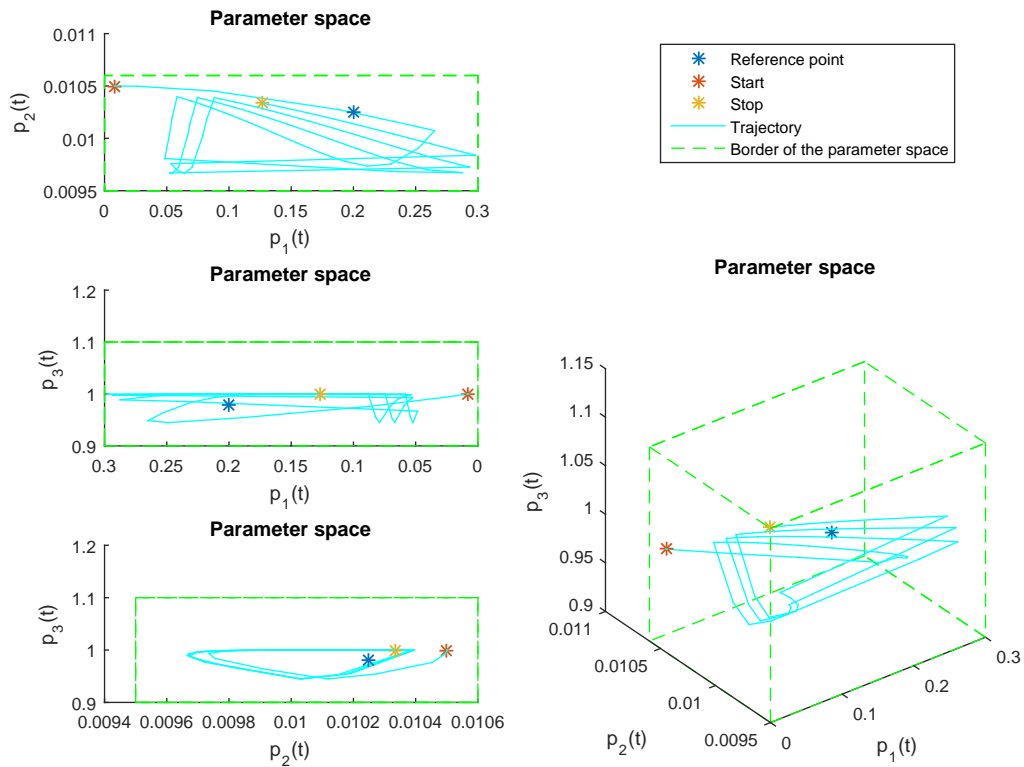 Parameter space
0.011
0.0105
0.01
0.0095
p2(t)
0 0.05 0.1 0.15 0.2 0.25 0.3
p1(t)
Reference point
Start
Stop
Trajectory
Border of the parameter space
Parameter space
1.2
1.1
1
0.9
p3(t)
0.3 0.25 0.2 0.15 0.1 0.05 0
p1(t)
Parameter space
1.2
1.1
1
0.9
p3(t)
0.0094 0.0096 0.0098 0.01 0.0102 0.0104 0.0106
p2(t)
Parameter space
1.15
1.1
1.05
1
0.95
0.9
p3(t)
0.011
0.0105
0.01
0.0095
p2(t)
0
0.1
0.2
0.3
p1(t)